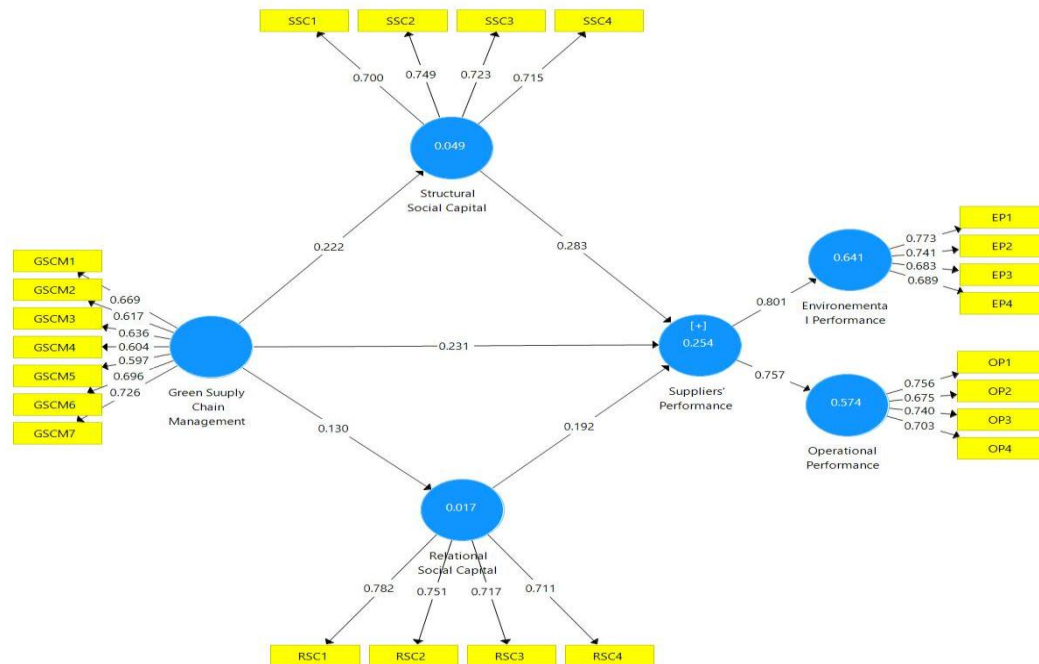 SSC1
SSC2
SSC3
SSC4
0.700
0.749
0.723
0.715
0.049
Structural
Social Capital
0.222
0.283
GSCM1
GSCM2
GSCM3
GSCM4
GSCM5
GSCM6
GSCM7
0.669
0.617
0.636
0.604
0.597
0.696
0.726
Green Suuply
Chain
Management
0.231
0.130
0.192
[+]
0.254
Suppliers'
Performance
0.801
0.757
0.641
Environementa
l Performance
0.773
0.741
0.683
0.689
EP1
EP2
EP3
EP4
0.574
Operational
Performance
0.756
0.675
0.740
0.703
OP1
OP2
OP3
OP4
0.017
Relational
Social Capital
0.782
0.751
0.717
0.711
RSC1
RSC2
RSC3
RSC4